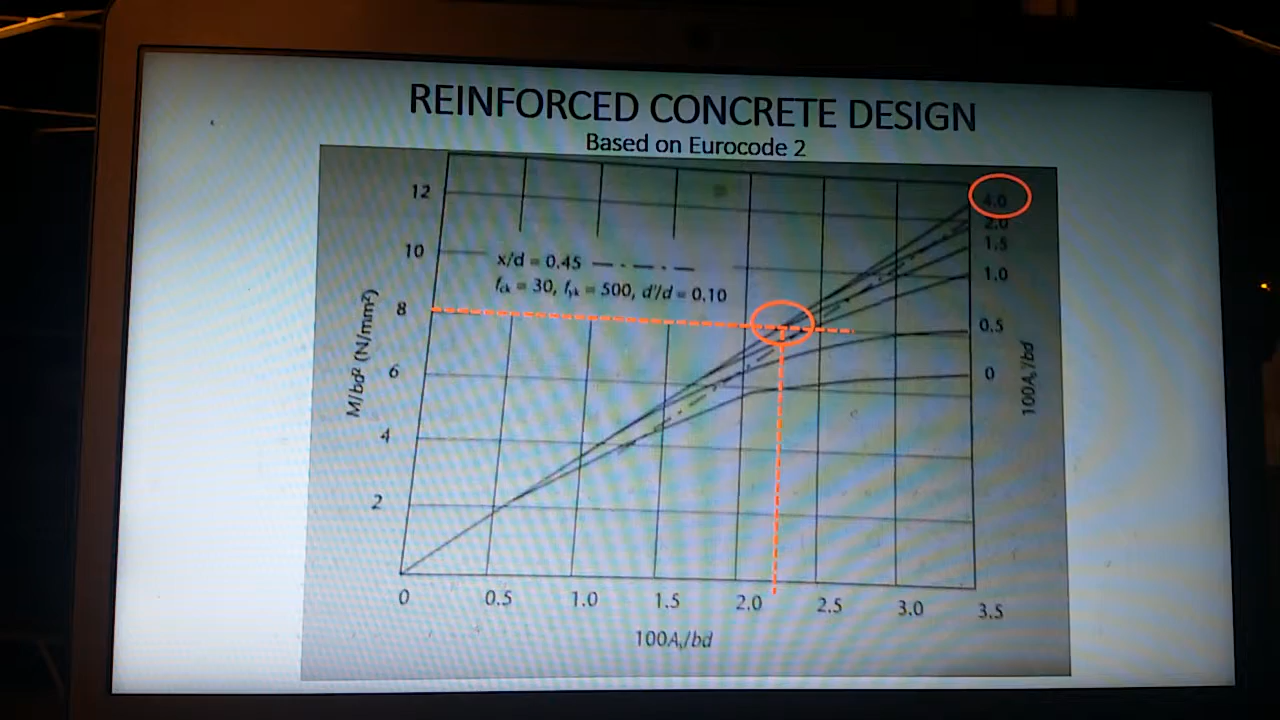 REINFORCED CONCRETE DESIGN
Based on Eurocode 2
12
10
8
6
4
2
M/bd² (N/mm²)
x/d = 0.45
fck = 30, fyk = 500, d'/d = 0.10
4.0
2.0
1.5
1.0
0.5
0
100As'/bd
0 0.5 1.0 1.5 2.0 2.5 3.0 3.5
100As/bd